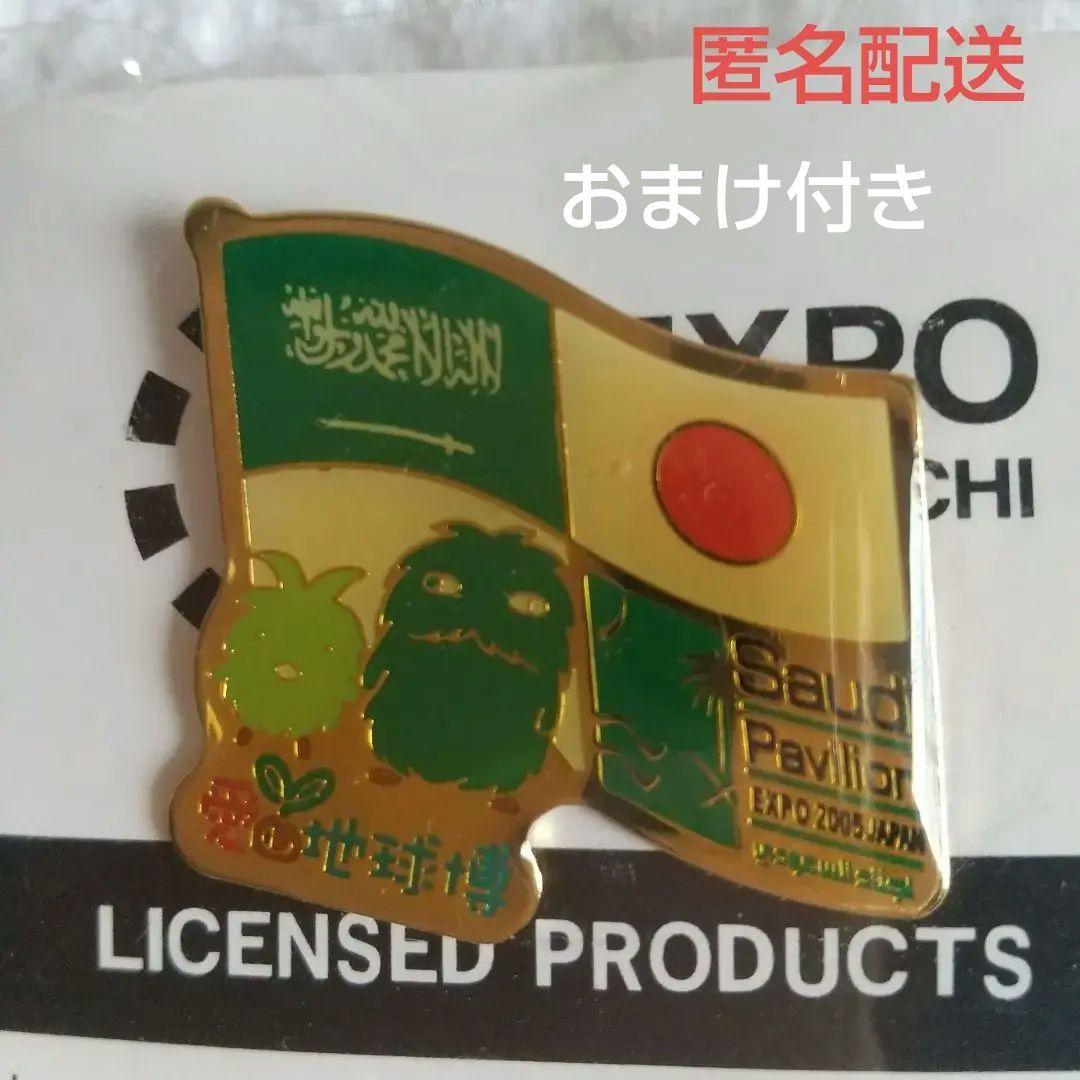 匿名配送
おまけ付き
EXPO
CHI
Saudi
Pavilion
EXPO 2005, JAPAN
愛の地球博
LICENSED PRODUCTS